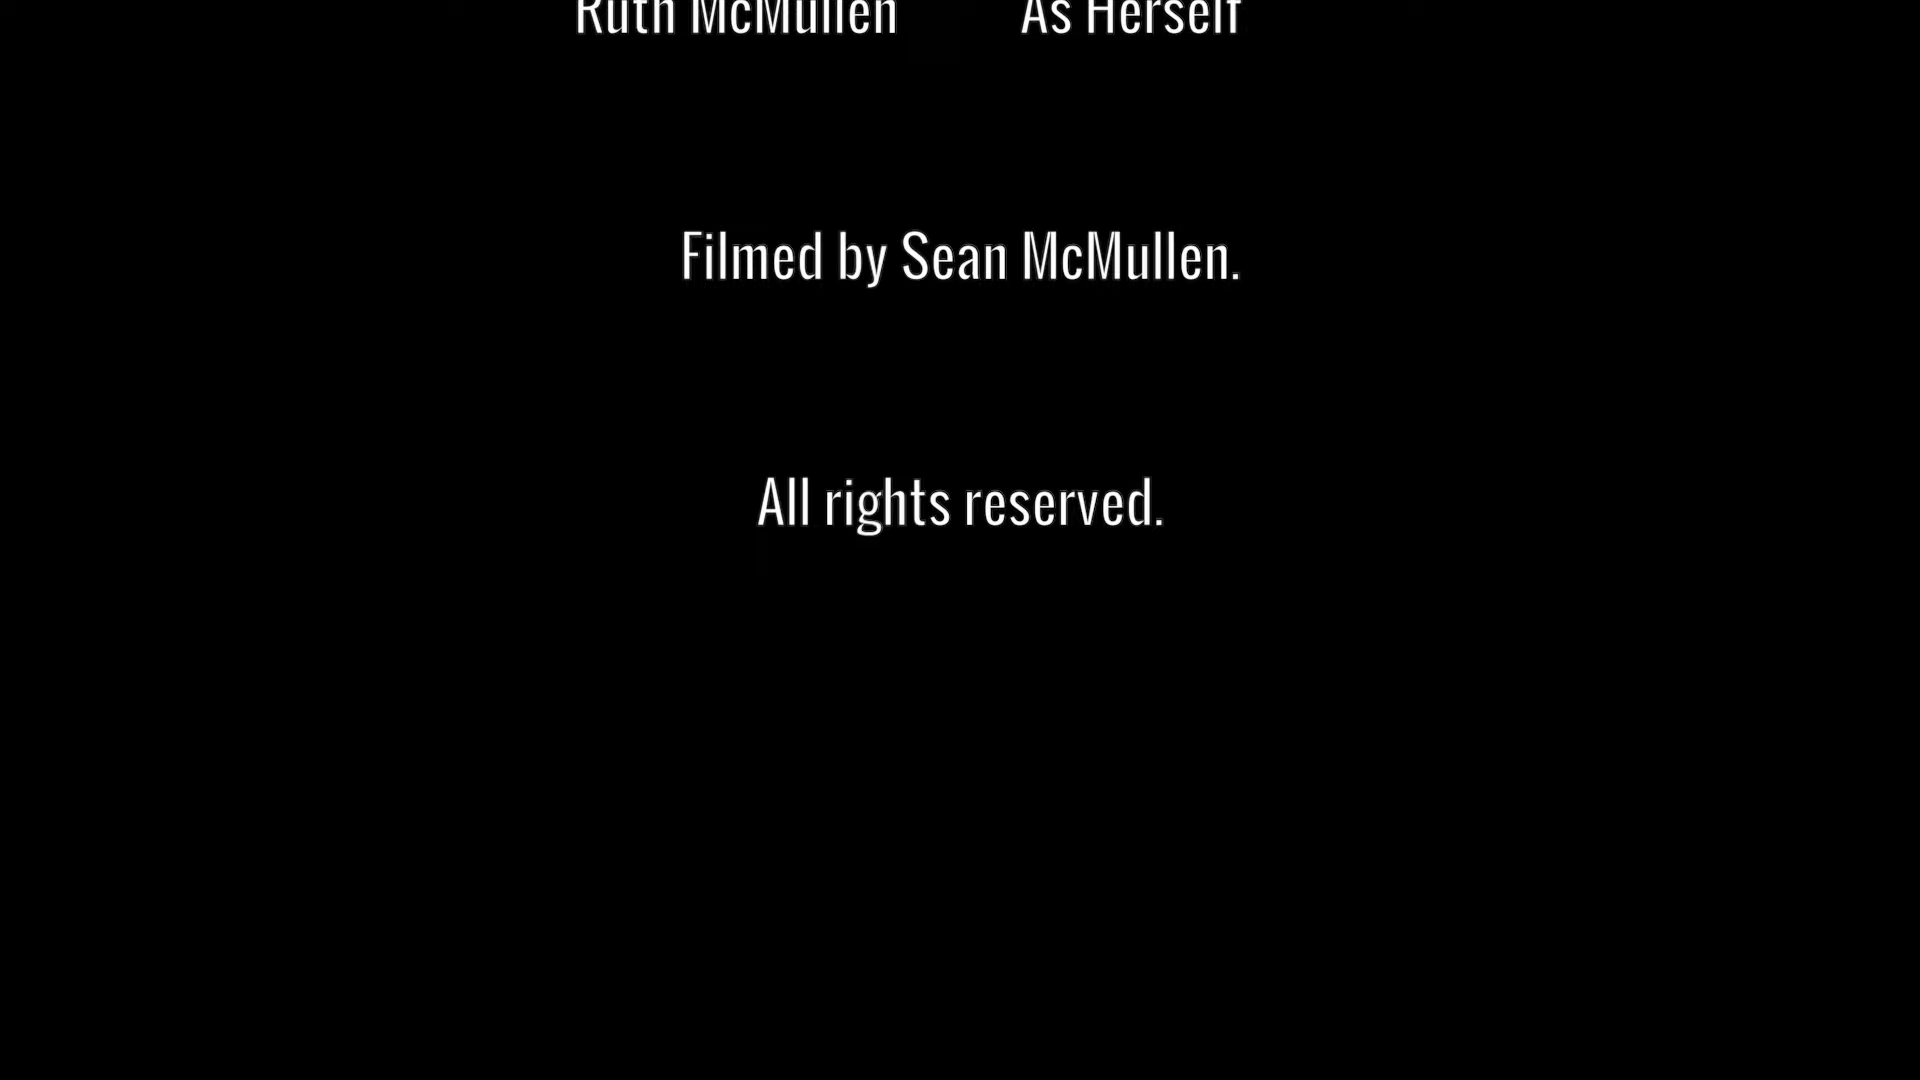 Ruth McMullen As Herself
Filmed by Sean McMullen.
All rights reserved.